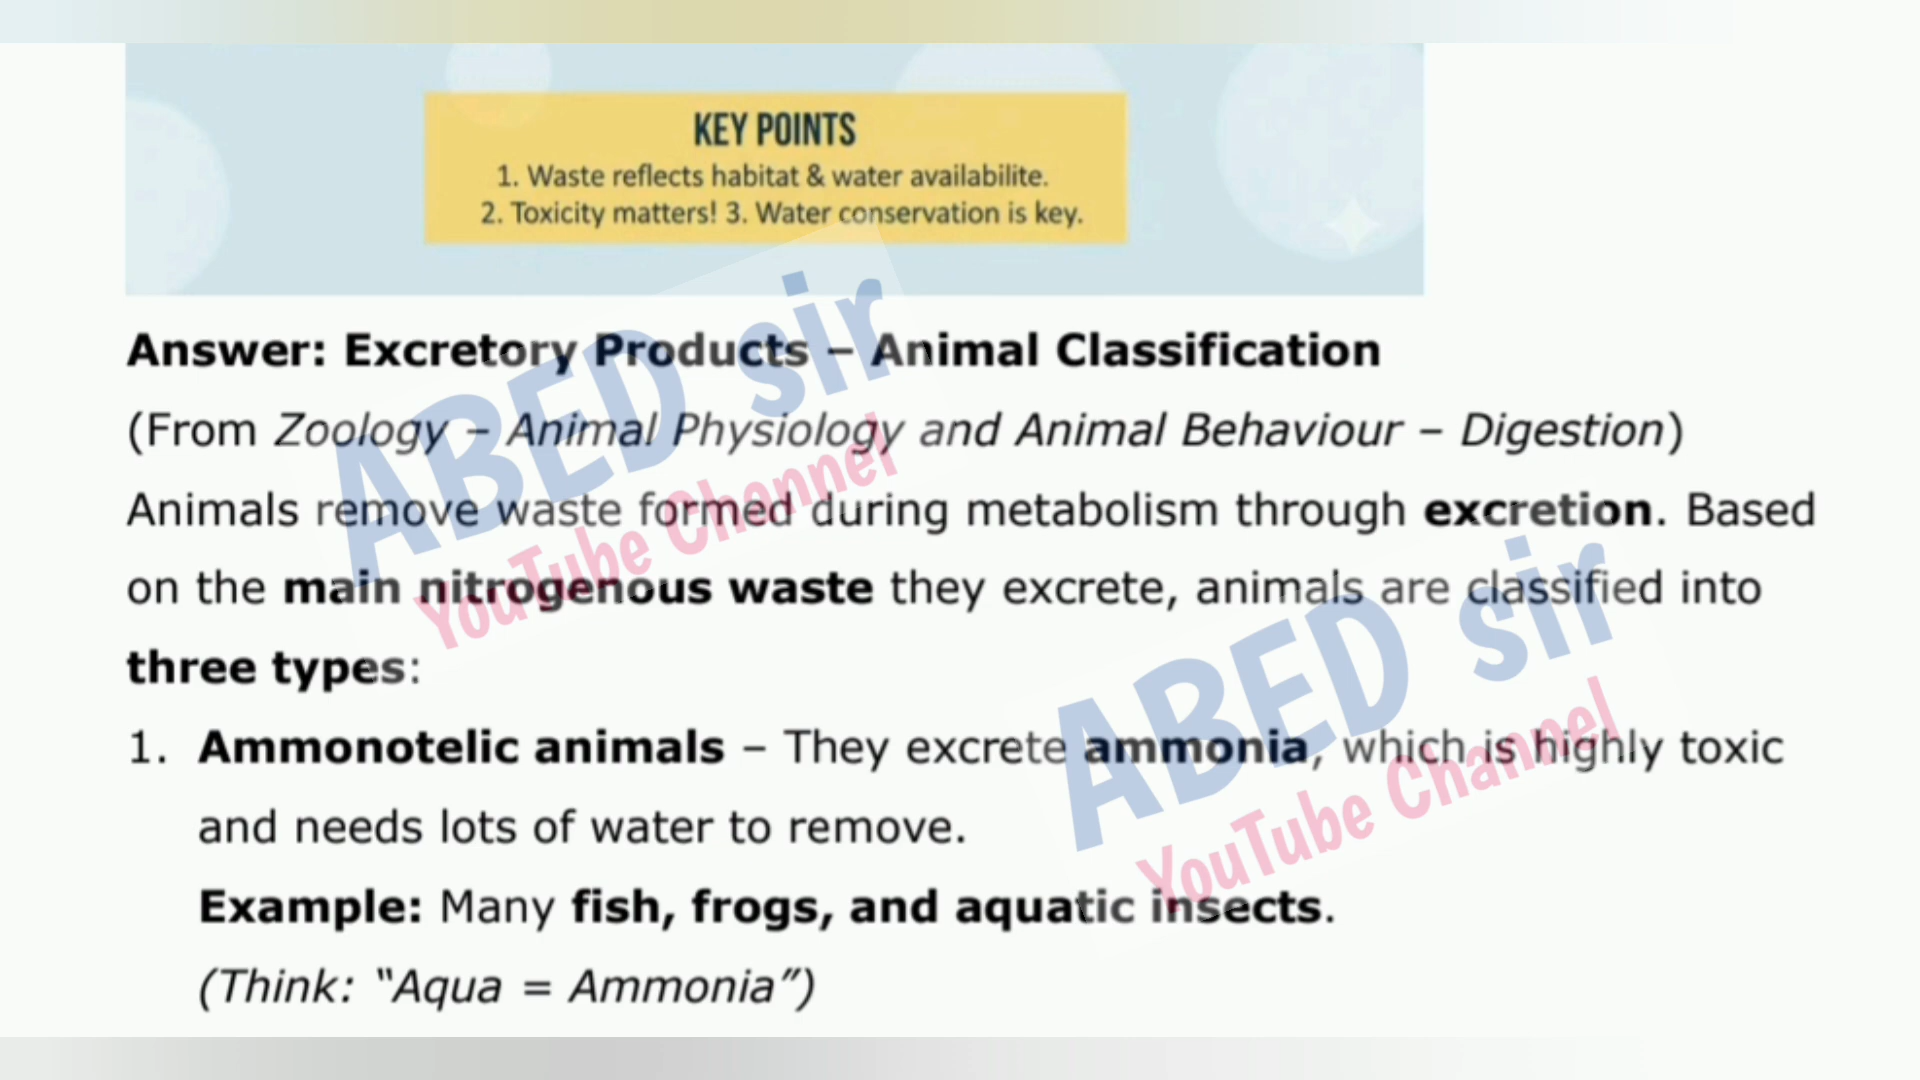 KEY POINTS
1. Waste reflects habitat & water availabilite.
2. Toxicity matters! 3. Water conservation is key.
Answer: Excretory Products – Animal Classification
(From Zoology – Animal Physiology and Animal Behaviour – Digestion)
Animals remove waste formed during metabolism through excretion. Based
on the main nitrogenous waste they excrete, animals are classified into
three types:
1. Ammonotelic animals – They excrete ammonia, which is highly toxic
and needs lots of water to remove.
Example: Many fish, frogs, and aquatic insects.
(Think: “Aqua = Ammonia”)
ABED sir
YouTube Channel
ABED sir
YouTube Channel